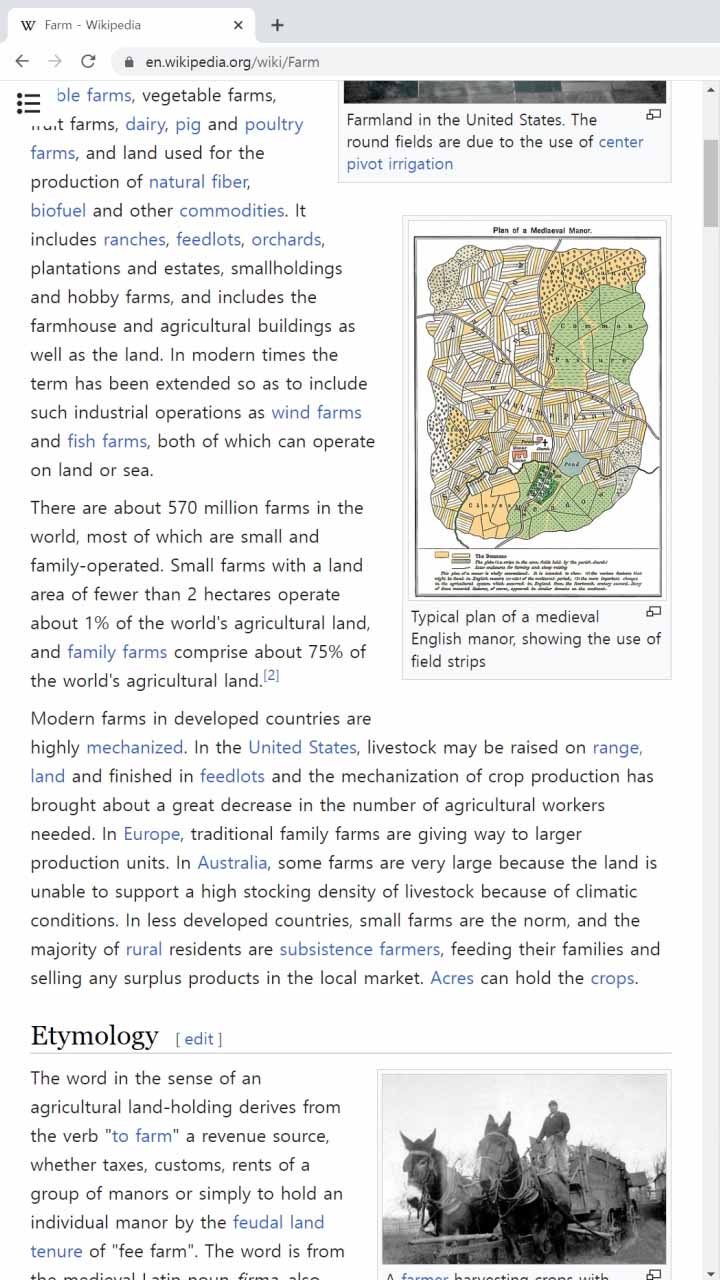 Farm - Wikipedia
en.wikipedia.org/wiki/Farm
ble farms, vegetable farms,
farms, dairy, pig and poultry
farms, and land used for the
production of natural fiber,
biofuel and other commodities. It
includes ranches, feedlots, orchards,
plantations and estates, smallholdings
and hobby farms, and includes the
farmhouse and agricultural buildings as
well as the land. In modern times the
term has been extended so as to include
such industrial operations as wind farms
and fish farms, both of which can operate
on land or sea.
Farmland in the United States. The
round fields are due to the use of center
pivot irrigation
Plan of a Mediaeval Manor.
Common
Pasture
Pond
Close
The Demesne
Typical plan of a medieval
English manor, showing the use of
field strips
There are about 570 million farms in the
world, most of which are small and
family-operated. Small farms with a land
area of fewer than 2 hectares operate
about 1% of the world's agricultural land,
and family farms comprise about 75% of
the world's agricultural land.[2]
Modern farms in developed countries are
highly mechanized. In the United States, livestock may be raised on range,
land and finished in feedlots and the mechanization of crop production has
brought about a great decrease in the number of agricultural workers
needed. In Europe, traditional family farms are giving way to larger
production units. In Australia, some farms are very large because the land is
unable to support a high stocking density of livestock because of climatic
conditions. In less developed countries, small farms are the norm, and the
majority of rural residents are subsistence farmers, feeding their families and
selling any surplus products in the local market. Acres can hold the crops.
Etymology [ edit ]
The word in the sense of an
agricultural land-holding derives from
the verb "to farm" a revenue source,
whether taxes, customs, rents of a
group of manors or simply to hold an
individual manor by the feudal land
tenure of "fee farm". The word is from
the medieval Latin noun firma, also
A farmer harvesting crops with